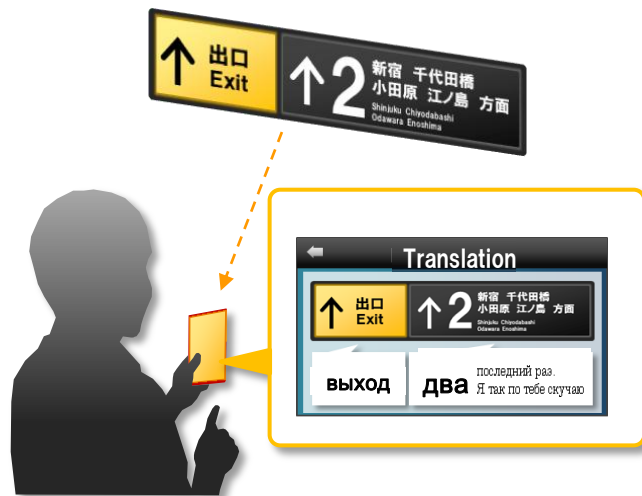 出口
Exit
2
新宿 千代田橋
小田原 江ノ島 方面
Shinjuku Chiyodabashi
Odawara Enoshima
Translation
出口
Exit
2
新宿 千代田橋
小田原 江ノ島 方面
Shinjuku Chiyodabashi
Odawara Enoshima
выход
два
последний раз.
Я так по тебе скучаю